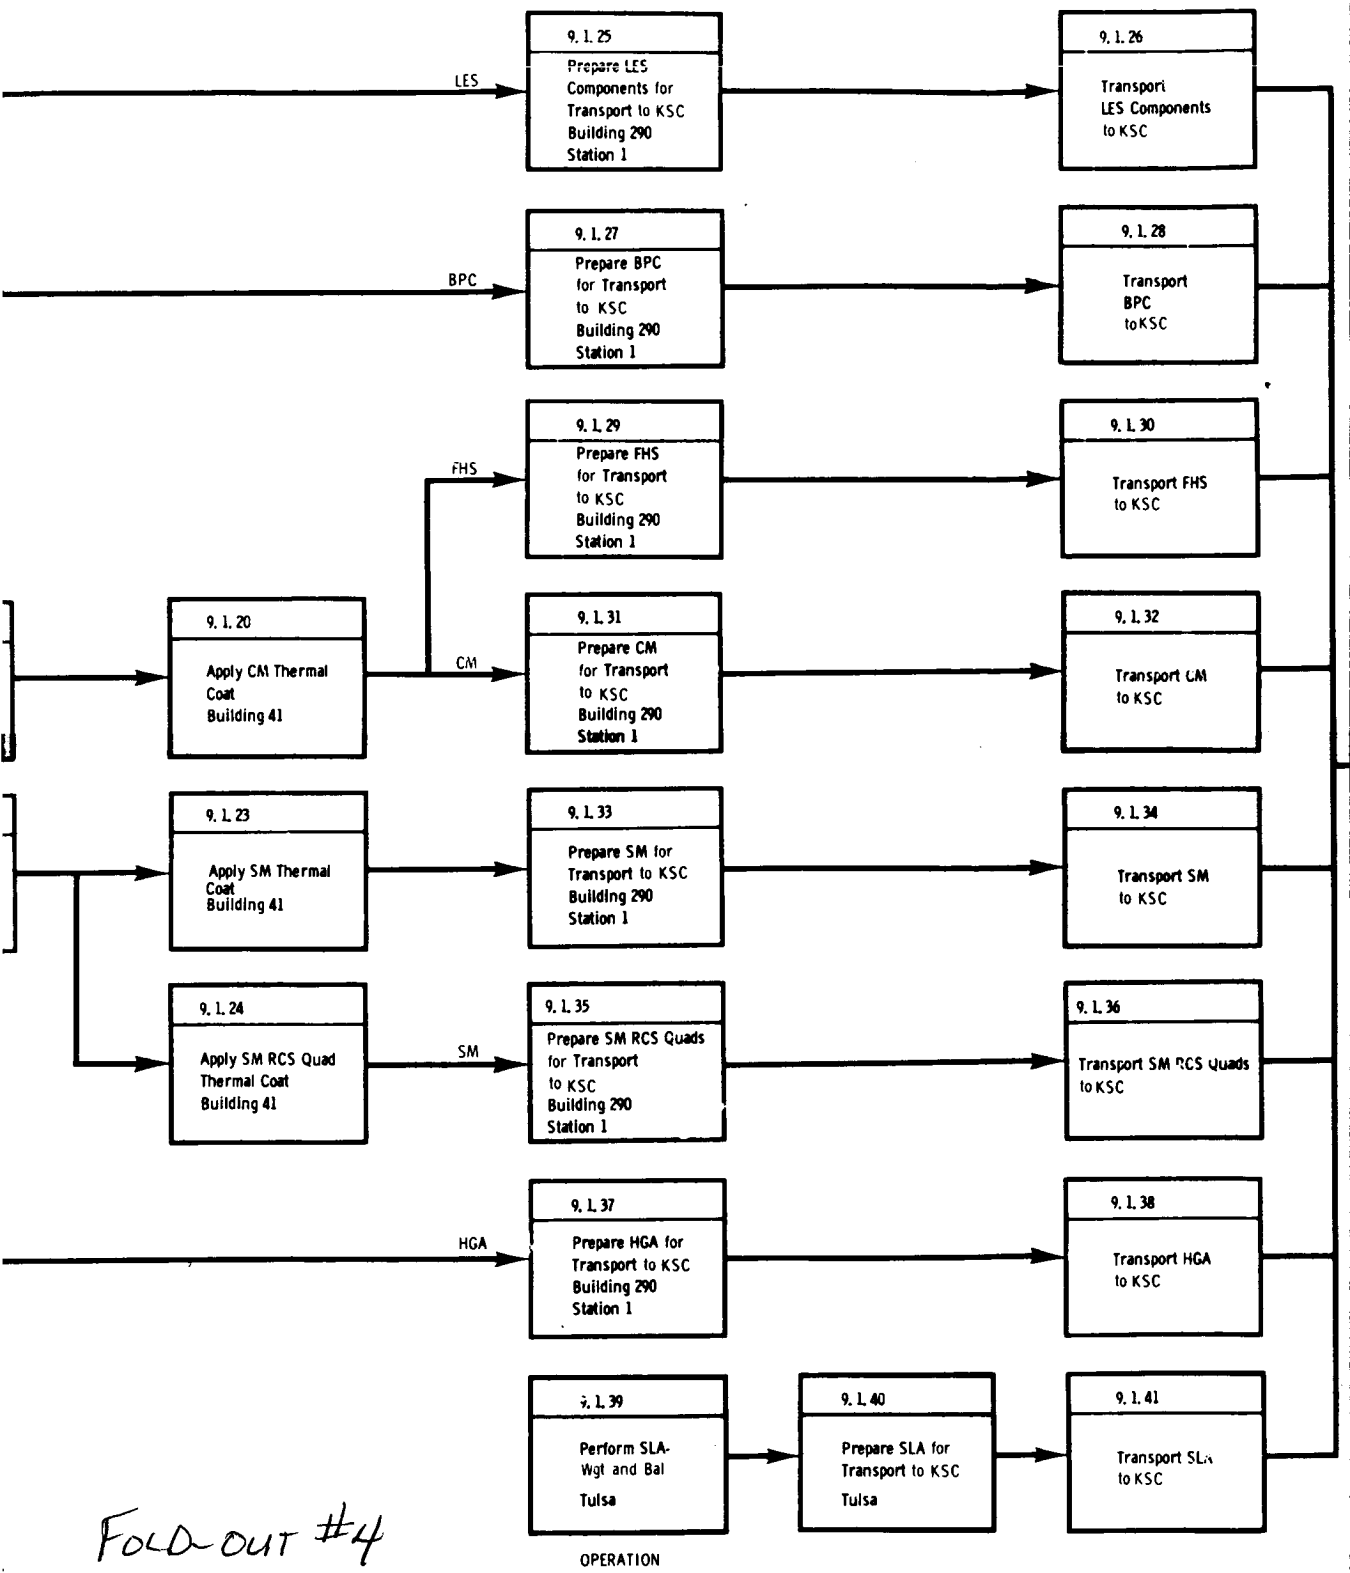 9. 1. 25
Prepare LES
Components for
Transport to KSC
Building 290
Station 1
9. 1. 26
Transport
LES Components
to KSC
LES
9. 1. 27
Prepare BPC
for Transport
to KSC
Building 290
Station 1
9. 1. 28
Transport
BPC
to KSC
BPC
9. 1. 29
Prepare FHS
for Transport
to KSC
Building 290
Station 1
9. 1. 30
Transport FHS
to KSC
FHS
9. 1. 20
Apply CM Thermal
Coat
Building 41
CM
9. 1. 31
Prepare CM
for Transport
to KSC
Building 290
Station 1
9. 1. 32
Transport CM
to KSC
9. 1. 23
Apply SM Thermal
Coat
Building 41
9. 1. 33
Prepare SM for
Transport to KSC
Building 290
Station 1
9. 1. 34
Transport SM
to KSC
9. 1. 24
Apply SM RCS Quad
Thermal Coat
Building 41
SM
9. 1. 35
Prepare SM RCS Quads
for Transport
to KSC
Building 290
Station 1
9. 1. 36
Transport SM RCS Quads
to KSC
HGA
9. 1. 37
Prepare HGA for
Transport to KSC
Building 290
Station 1
9. 1. 38
Transport HGA
to KSC
9. 1. 39
Perform SLA-
Wgt and Bal
Tulsa
9. 1. 40
Prepare SLA for
Transport to KSC
Tulsa
9. 1. 41
Transport SLA
to KSC
FOLD-OUT #4
OPERATION